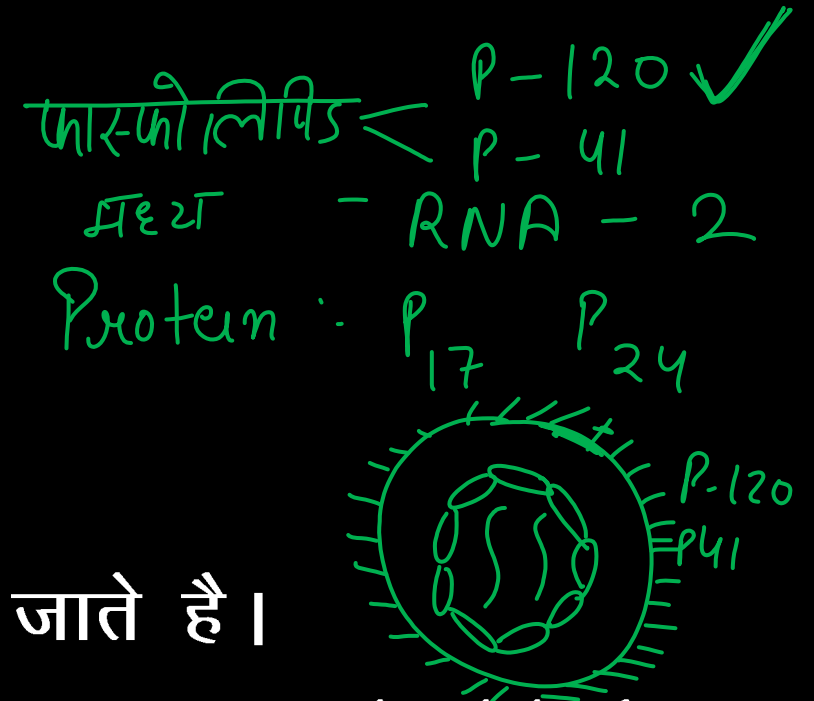 P-120
फास्फोलिपिड
P-41
मध्य - RNA - 2
Protein :- P17 P24
P-120
P41
जाते है।